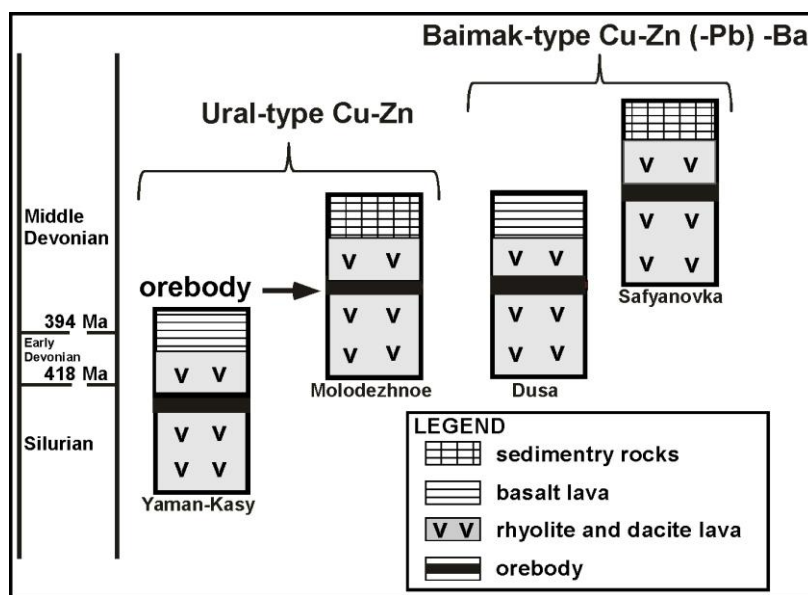 Baimak-type Cu-Zn (-Pb) -Ba
Ural-type Cu-Zn
Middle
Devonian
394 Ma
Early
Devonian
418 Ma
Silurian
orebody
Yaman-Kasy
Molodezhnoe
Dusa
Safyanovka
V V
V V
V V
V V
V V
V V
V V
V V
V V
V V
V V
V V
LEGEND
sedimentry rocks
basalt lava
V V rhyolite and dacite lava
orebody